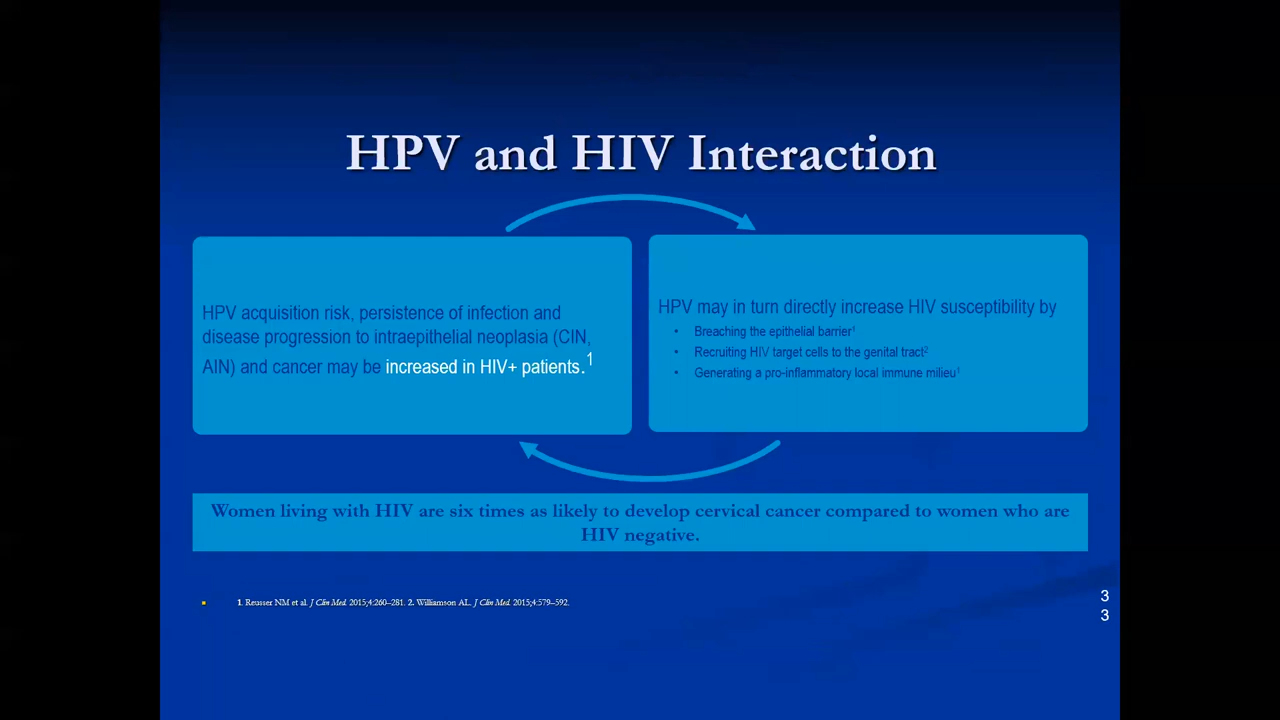 HPV and HIV Interaction
HPV acquisition risk, persistence of infection and
disease progression to intraepithelial neoplasia (CIN,
AIN) and cancer may be increased in HIV+ patients.1
HPV may in turn directly increase HIV susceptibility by
• Breaching the epithelial barrier1
• Recruiting HIV target cells to the genital tract2
• Generating a pro-inflammatory local immune milieu1
Women living with HIV are six times as likely to develop cervical cancer compared to women who are
HIV negative.
1. Reusser NM et al. J Clin Med. 2015;4:260–281. 2. Williamson AL. J Clin Med. 2015;4:579–592.
3
3